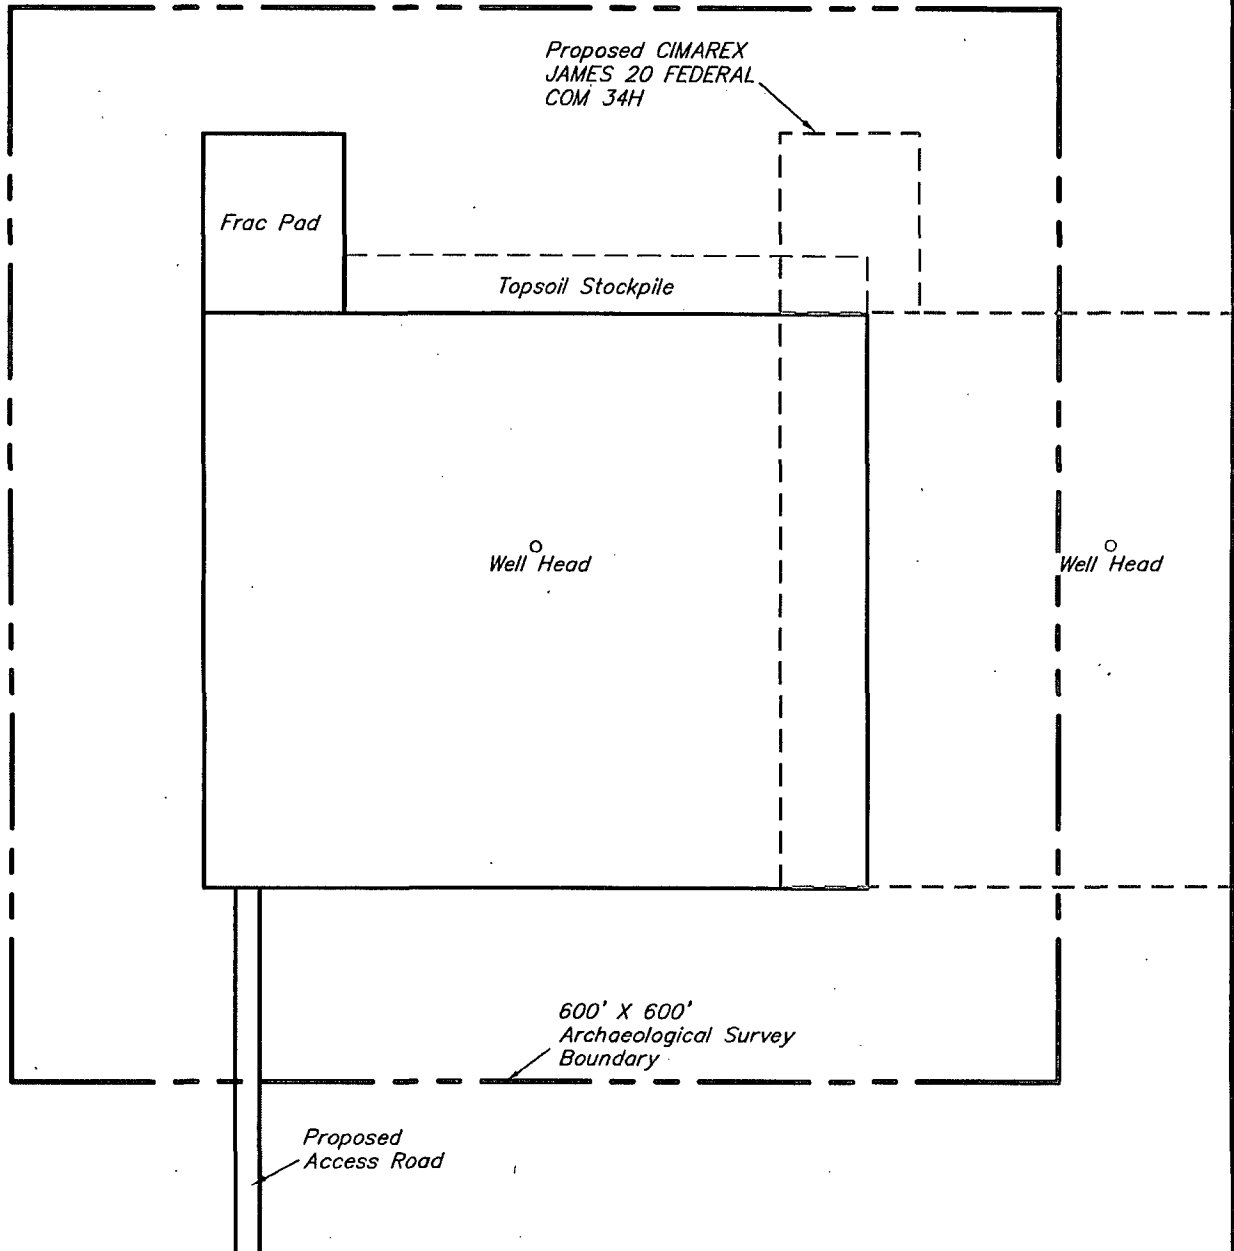 Proposed CIMAREX
JAMES 20 FEDERAL
COM 34H
Frac Pad
Topsoil Stockpile
Well Head
Well Head
600' X 600'
Archaeological Survey
Boundary
Proposed
Access Road